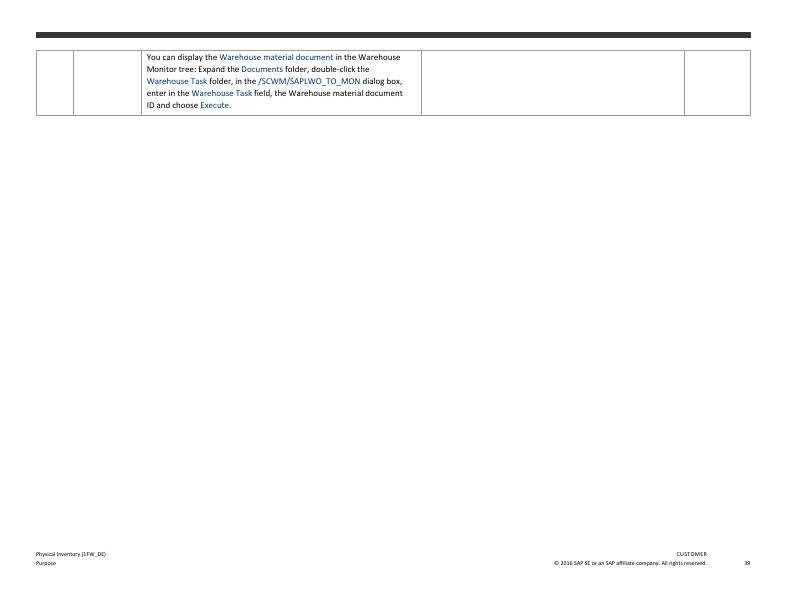 You can display the Warehouse material document in the Warehouse
Monitor tree: Expand the Documents folder, double-click the
Warehouse Task folder, in the /SCWM/SAPLWO_TO_MON dialog box,
enter in the Warehouse Task field, the Warehouse material document
ID and choose Execute.
Physical Inventory (1FW_DE)
CUSTOMER
Purpose
© 2016 SAP SE or an SAP affiliate company. All rights reserved.
39